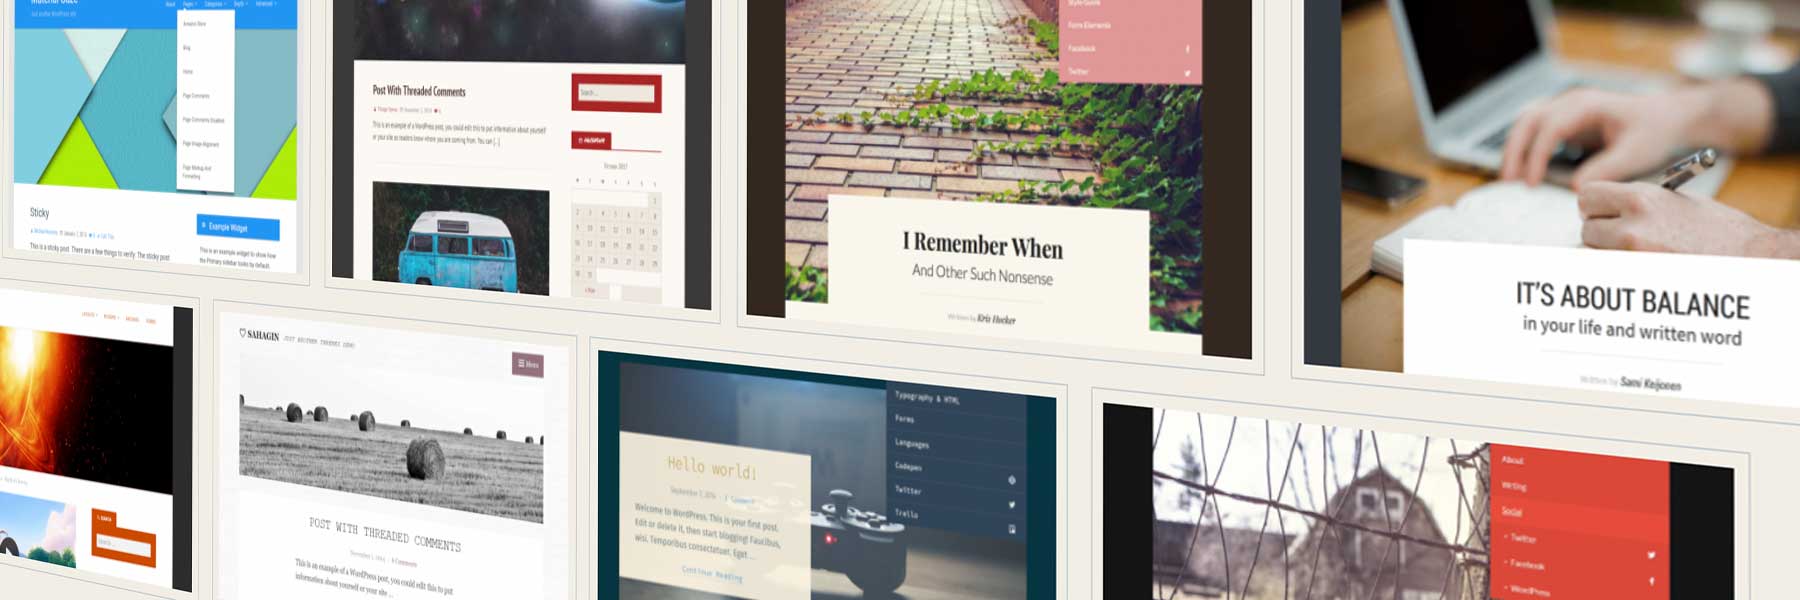 Just another WordPress site
About
Pages
Categories
Depth
Advanced
Amazon Store
Blog
Home
Page Comments
Page Comments Disabled
Page Image Alignment
Page Markup And
Formatting
Sticky
This is a sticky post. There are a few things to verify: The sticky post
Example Widget
This is an example widget to show how
the Primary sidebar looks by default.
Post With Threaded Comments
This is an example of a WordPress post, you could edit this to put information about yourself
or your site so readers know where you are coming from. You can [...]
Search ...
Style Guide
Form Elements
Facebook
Twitter
I Remember When
And Other Such Nonsense
Written by Kris Hocker
IT'S ABOUT BALANCE
in your life and written word
Written by Sami Keijonen
SEARCH
Search ...
SAHAGIN JUST ANOTHER THEMES DEMO
Menu
POST WITH THREADED COMMENTS
This is an example of a WordPress post, you could edit this to put
information about yourself or your site ...
Typography & HTML
Forms
Languages
Codepen
Twitter
Trello
Hello world!
Welcome to WordPress. This is your first post.
Edit or delete it, then start blogging! Faucibus,
wisi. Temporibus consectetuer. Eget ...
Continue Reading
About
Writing
Social
- Twitter
- Facebook
- WordPress